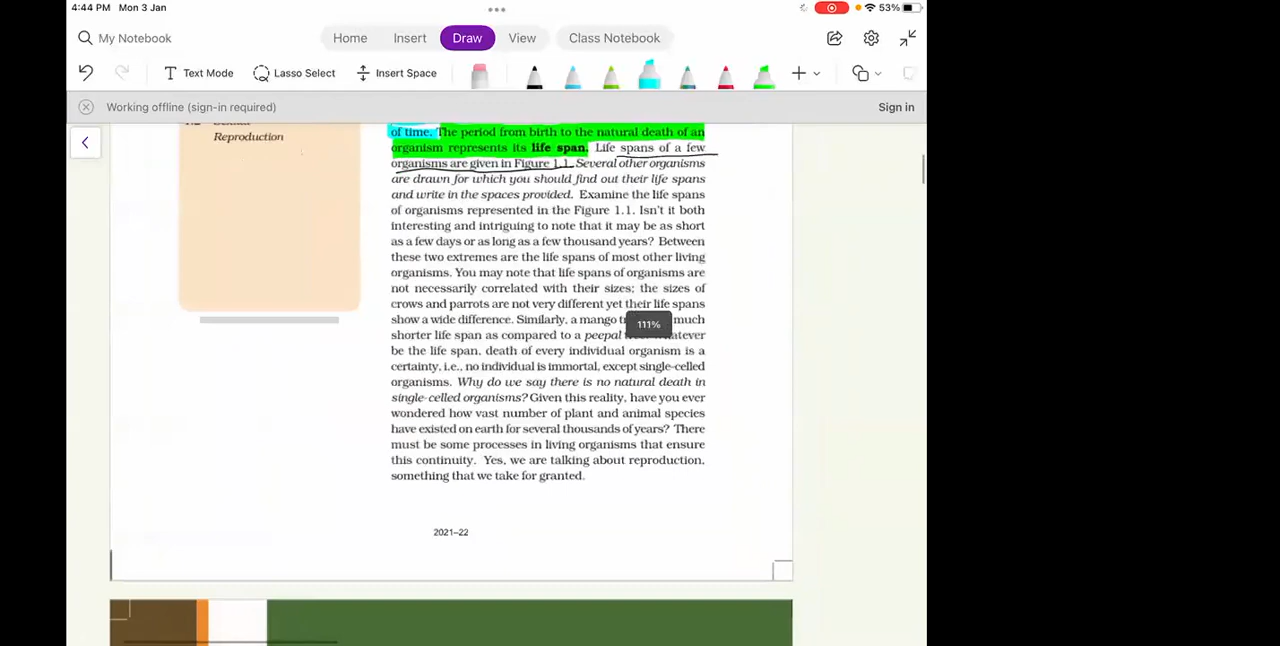 4:44 PM Mon 3 Jan
53%
My Notebook
Home Insert Draw View Class Notebook
Text Mode Lasso Select Insert Space
Working offline (sign-in required) Sign in
Reproduction
of time. The period from birth to the natural death of an
organism represents its life span. Life spans of a few
organisms are given in Figure 1.1. Several other organisms
are drawn for which you should find out their life spans
and write in the spaces provided. Examine the life spans
of organisms represented in the Figure 1.1. Isn't it both
interesting and intriguing to note that it may be as short
as a few days or as long as a few thousand years? Between
these two extremes are the life spans of most other living
organisms. You may note that life spans of organisms are
not necessarily correlated with their sizes; the sizes of
crows and parrots are not very different yet their life spans
show a wide difference. Similarly, a mango much
111%
shorter life span as compared to a peepal
be the life span, death of every individual organism is a
certainty, i.e., no individual is immortal, except single-celled
organisms. Why do we say there is no natural death in
single-celled organisms? Given this reality, have you ever
wondered how vast number of plant and animal species
have existed on earth for several thousands of years? There
must be some processes in living organisms that ensure
this continuity. Yes, we are talking about reproduction,
something that we take for granted.
2021–22